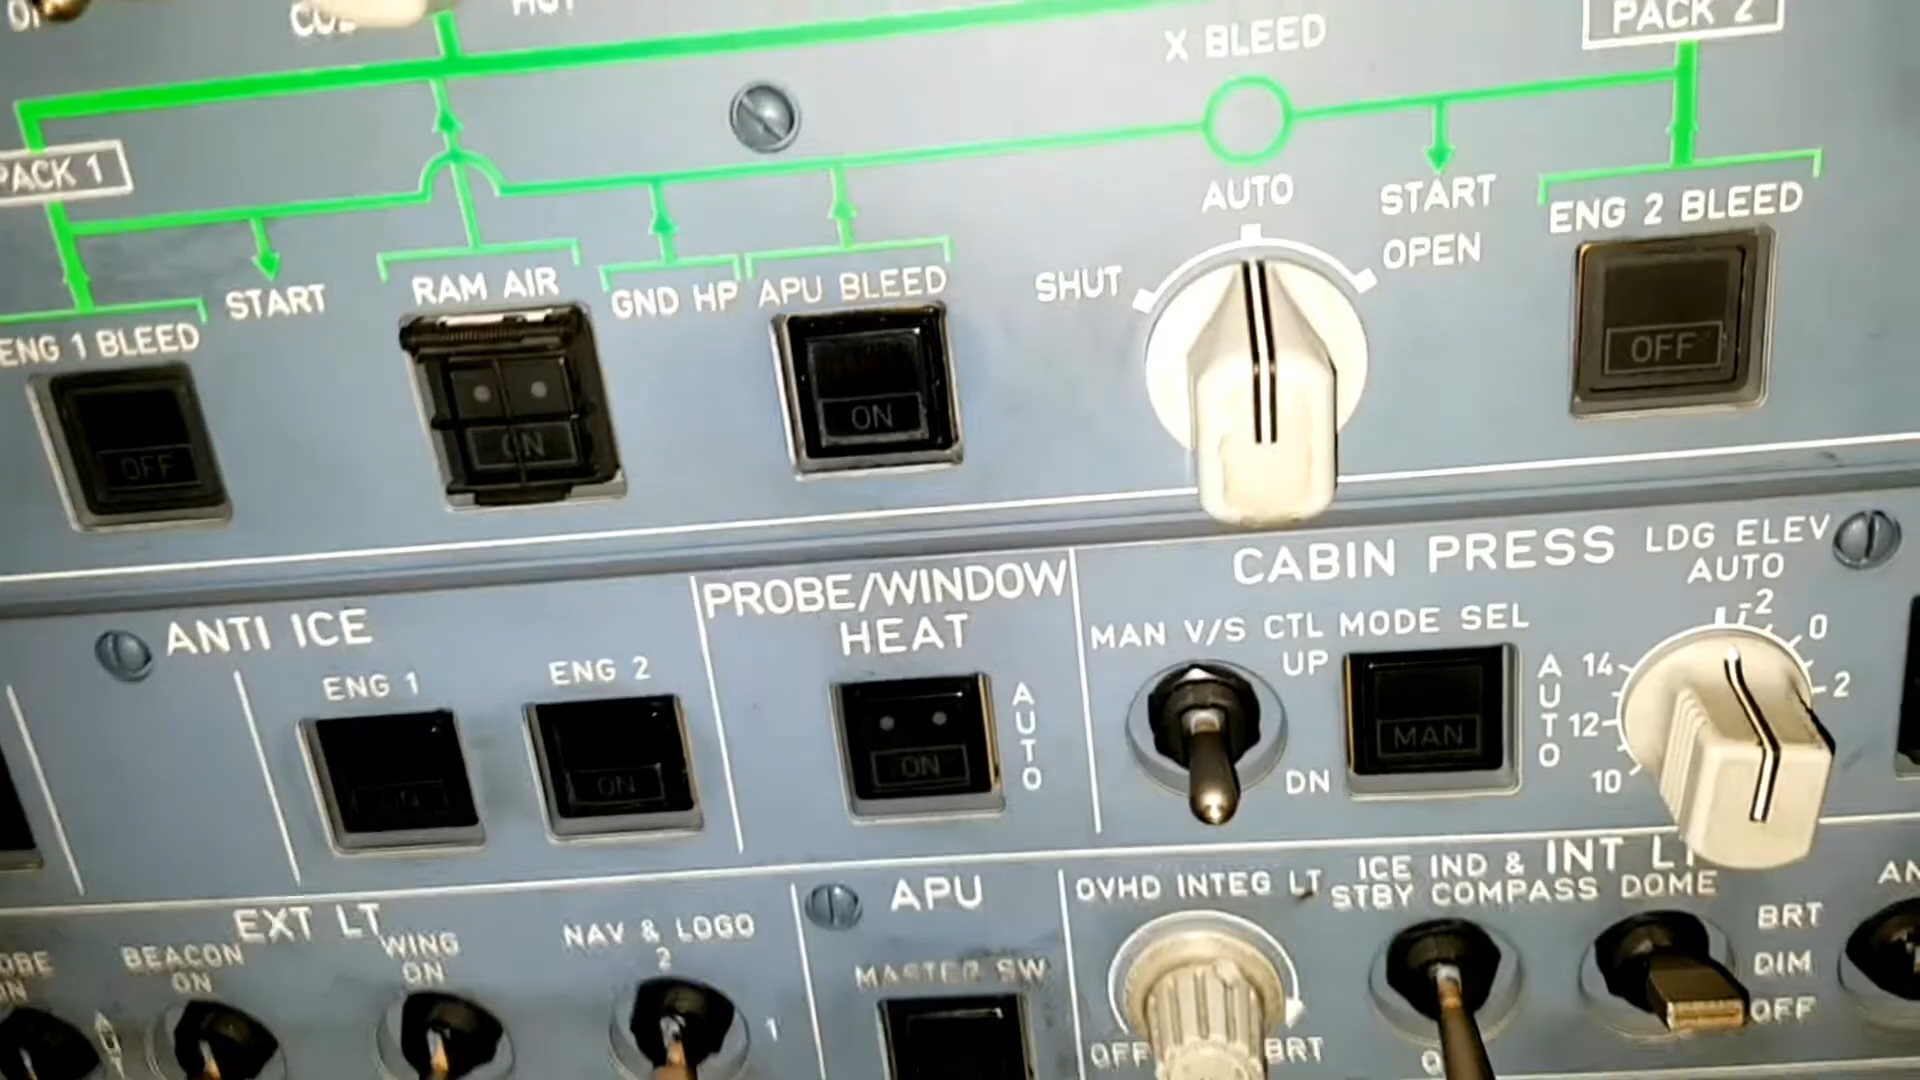 HOT
X BLEED
PACK 2
PACK 1
AUTO
START
ENG 2 BLEED
OPEN
RAM AIR
GND HP
APU BLEED
SHUT
START
ENG 1 BLEED
OFF
ON
ON
OFF
CABIN PRESS
LDG ELEV
AUTO
PROBE/WINDOW
HEAT
ANTI ICE
MAN V/S CTL
MODE SEL
-2
0
2
14
12
10
UP
DN
MAN
AUTO
ENG 1
ENG 2
ON
ON
ON
AUTO
EXT LT
BEACON
ON
WING
ON
NAV & LOGO
2
1
APU
MASTER SW
OVHD INTEG LT
OFF
BRT
ICE IND &
STBY COMPASS
INT LT
DOME
BRT
DIM
OFF